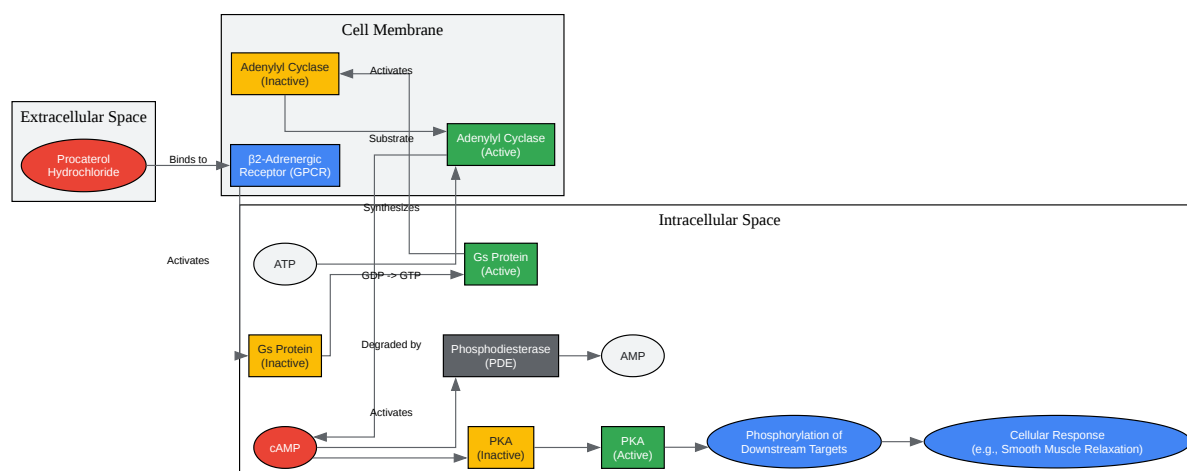 Cell Membrane
Adenylyl Cyclase
(Inactive)
Activates
Extracellular Space
Procaterol
Hydrochloride
Binds to
β2-Adrenergic
Receptor (GPCR)
Substrate
Adenylyl Cyclase
(Active)
Synthesizes
Intracellular Space
Activates
ATP
GDP -> GTP
Gs Protein
(Active)
Gs Protein
(Inactive)
Degraded by
Phosphodiesterase
(PDE)
AMP
cAMP
Activates
PKA
(Inactive)
PKA
(Active)
Phosphorylation of
Downstream Targets
Cellular Response
(e.g., Smooth Muscle Relaxation)